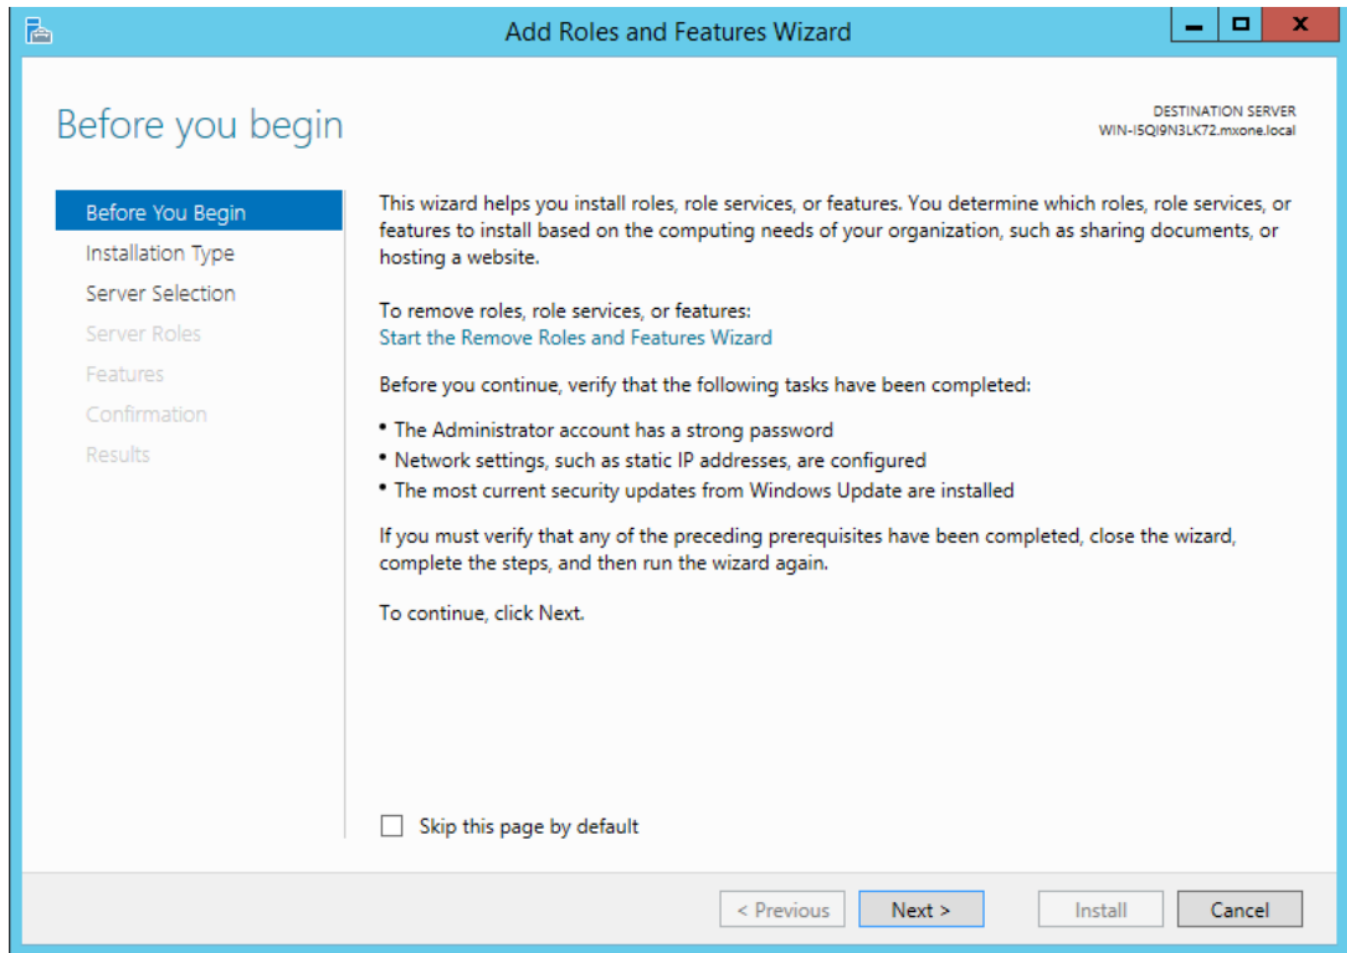 Add Roles and Features Wizard
Before you begin
DESTINATION SERVER
WIN-I5QI9N3LK72.mxone.local
Before You Begin
Installation Type
Server Selection
Server Roles
Features
Confirmation
Results
This wizard helps you install roles, role services, or features. You determine which roles, role services, or
features to install based on the computing needs of your organization, such as sharing documents, or
hosting a website.
To remove roles, role services, or features:
Start the Remove Roles and Features Wizard
Before you continue, verify that the following tasks have been completed:
• The Administrator account has a strong password
• Network settings, such as static IP addresses, are configured
• The most current security updates from Windows Update are installed
If you must verify that any of the preceding prerequisites have been completed, close the wizard,
complete the steps, and then run the wizard again.
To continue, click Next.
Skip this page by default
< Previous
Next >
Install
Cancel